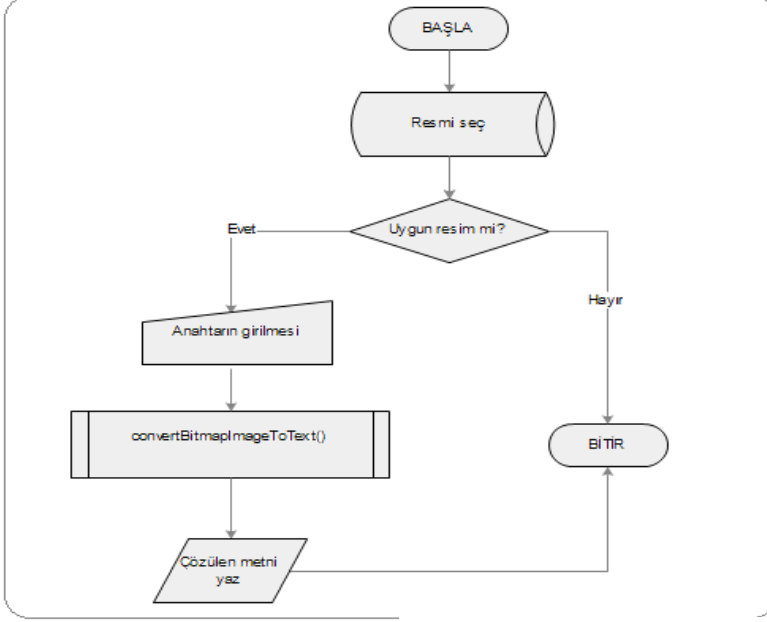 BAŞLA
Resmi seç
Uygun resim mi?
Evet
Hayır
Anahtarın girilmesi
convertBitmapImageToText()
BİTİR
Çözülen metni
yaz